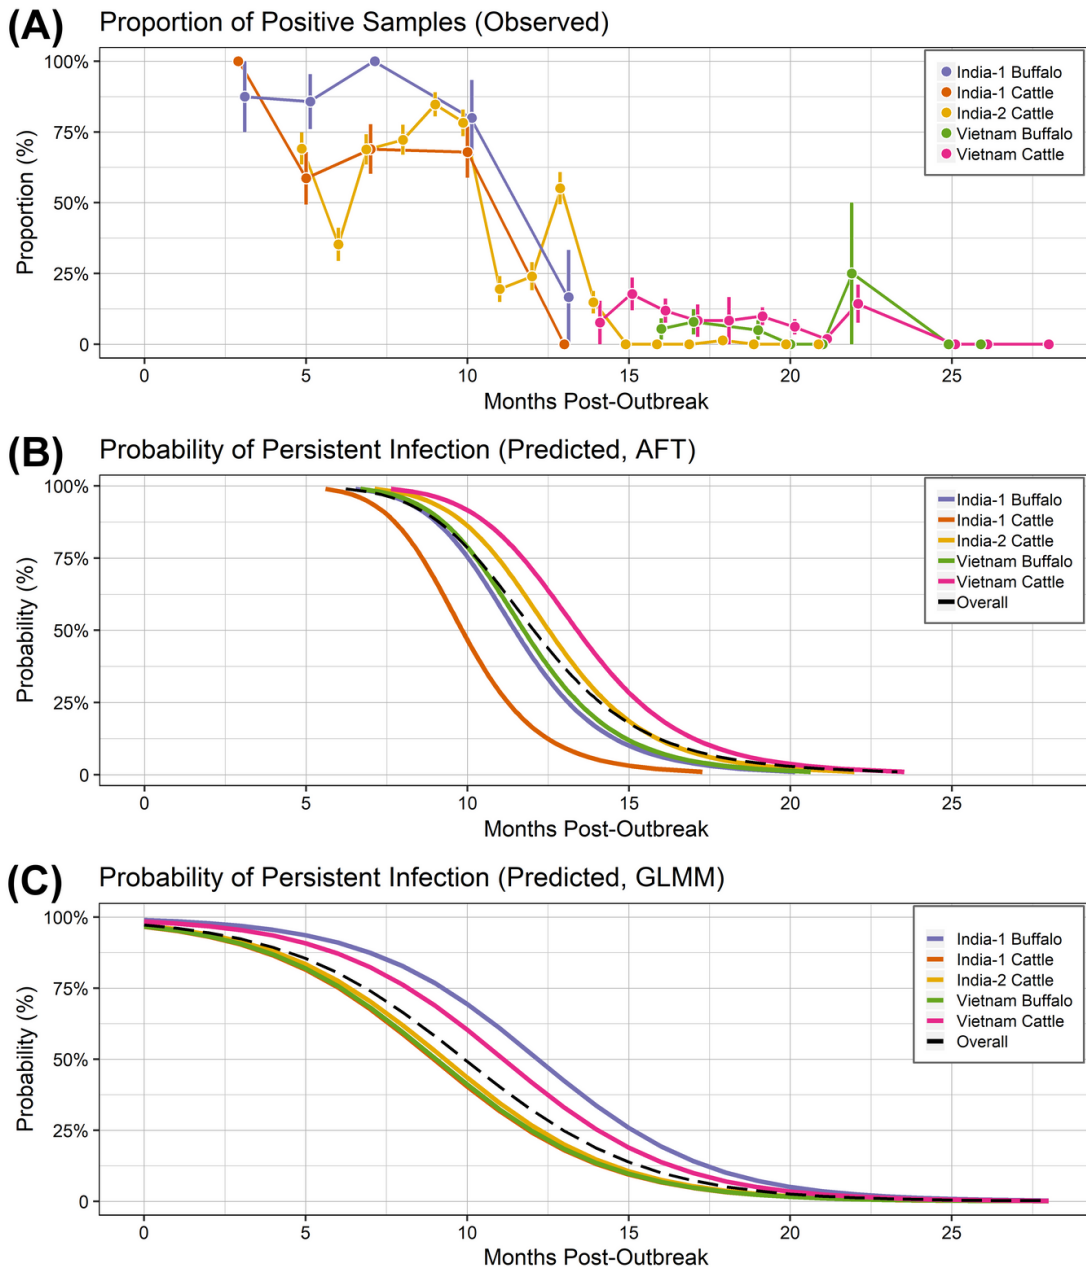 (A) Proportion of Positive Samples (Observed)
Proportion (%)
100%
75%
50%
25%
0
India-1 Buffalo
India-1 Cattle
India-2 Cattle
Vietnam Buffalo
Vietnam Cattle
0 5 10 15 20 25
Months Post-Outbreak
(B) Probability of Persistent Infection (Predicted, AFT)
Probability (%)
100%
75%
50%
25%
0
India-1 Buffalo
India-1 Cattle
India-2 Cattle
Vietnam Buffalo
Vietnam Cattle
Overall
0 5 10 15 20 25
Months Post-Outbreak
(C) Probability of Persistent Infection (Predicted, GLMM)
Probability (%)
100%
75%
50%
25%
0
India-1 Buffalo
India-1 Cattle
India-2 Cattle
Vietnam Buffalo
Vietnam Cattle
Overall
0 5 10 15 20 25
Months Post-Outbreak